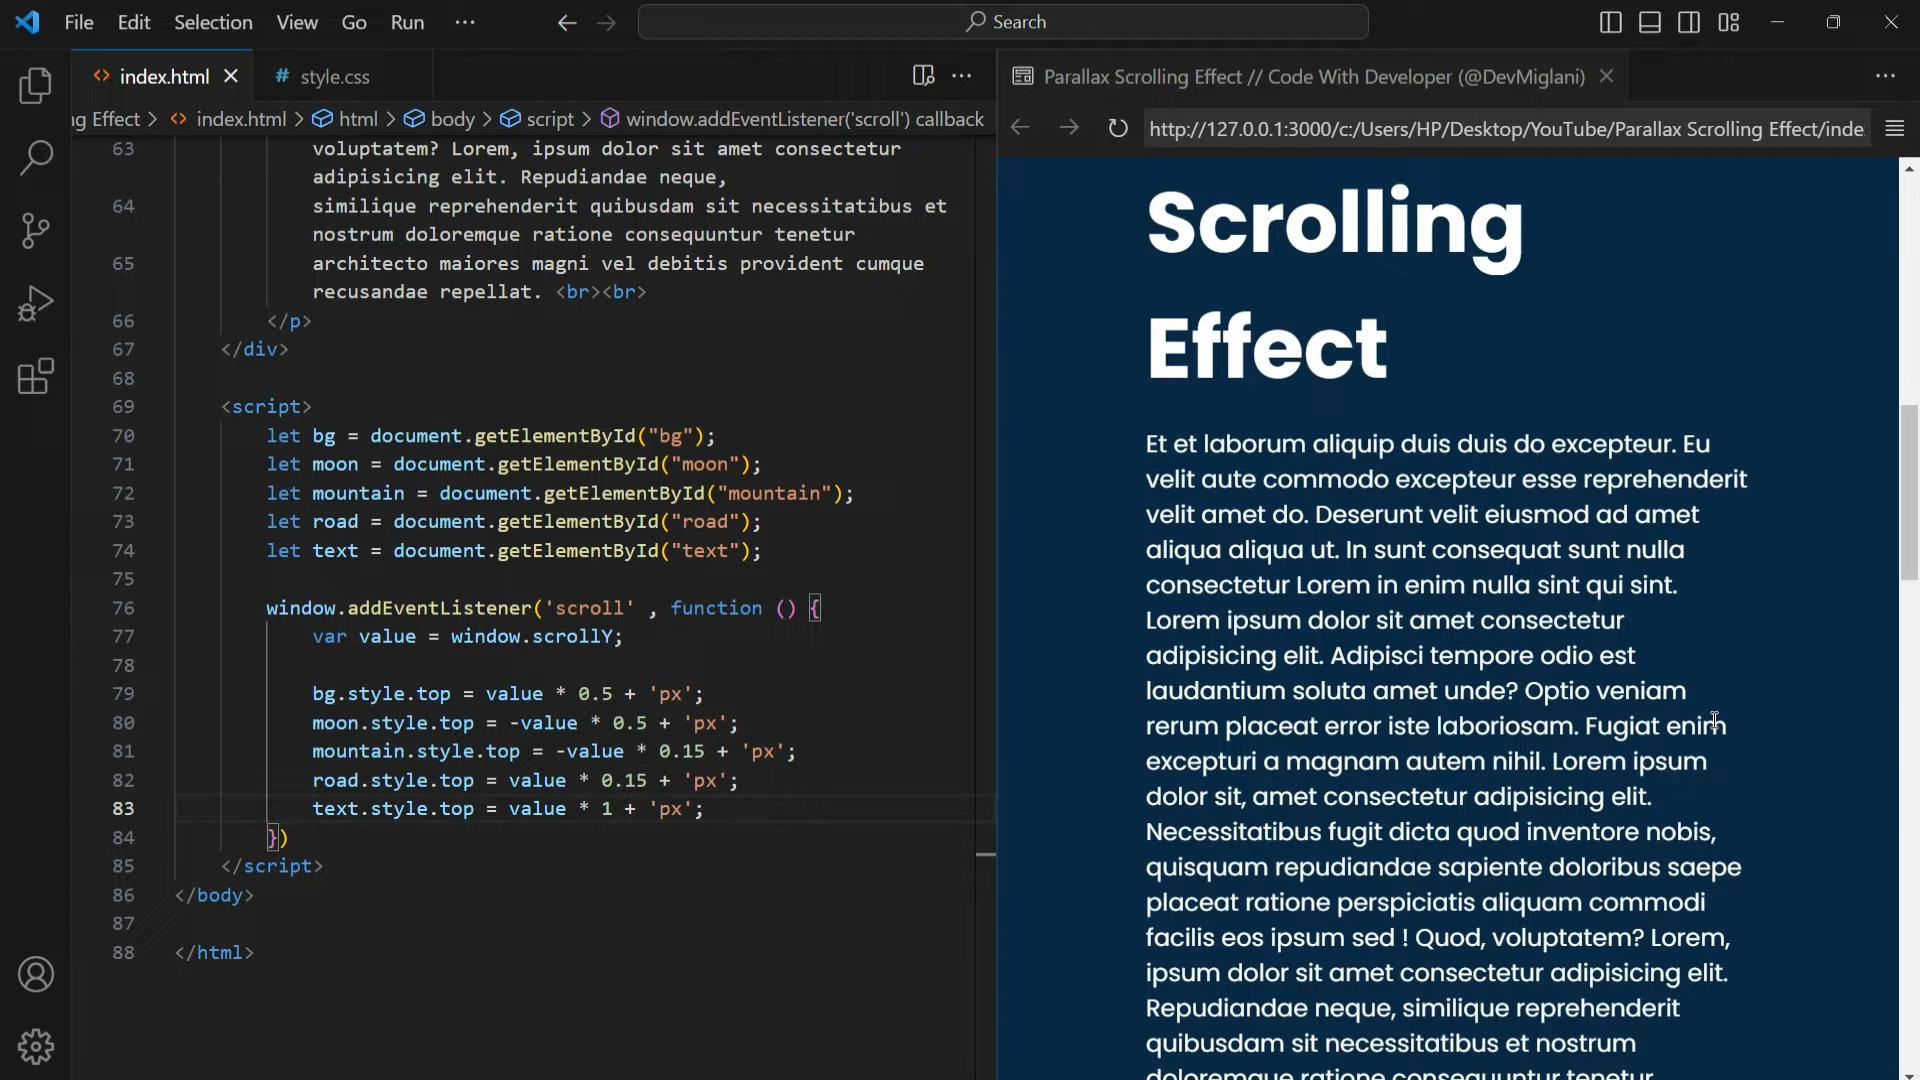 File Edit Selection View Go Run ···
Search
index.html
# style.css
Parallax Scrolling Effect // Code With Developer (@DevMiglani)
ng Effect > index.html > html > body > script > window.addEventListener('scroll') callback
http://127.0.0.1:3000/c:/Users/HP/Desktop/YouTube/Parallax Scrolling Effect/inde
63 voluptatem? Lorem, ipsum dolor sit amet consectetur
adipisicing elit. Repudiandae neque,
64 similique reprehenderit quibusdam sit necessitatibus et
nostrum doloremque ratione consequuntur tenetur
65 architecto maiores magni vel debitis provident cumque
recusandae repellat. <br><br>
66 </p>
67 </div>
68
69 <script>
70 let bg = document.getElementById("bg");
71 let moon = document.getElementById("moon");
72 let mountain = document.getElementById("mountain");
73 let road = document.getElementById("road");
74 let text = document.getElementById("text");
75
76 window.addEventListener('scroll' , function () {
77 var value = window.scrollY;
78
79 bg.style.top = value * 0.5 + 'px';
80 moon.style.top = -value * 0.5 + 'px';
81 mountain.style.top = -value * 0.15 + 'px';
82 road.style.top = value * 0.15 + 'px';
83 text.style.top = value * 1 + 'px';
84 })
85 </script>
86 </body>
87
88 </html>
Scrolling
Effect
Et et laborum aliquip duis duis do excepteur. Eu
velit aute commodo excepteur esse reprehenderit
velit amet do. Deserunt velit eiusmod ad amet
aliqua aliqua ut. In sunt consequat sunt nulla
consectetur Lorem in enim nulla sint qui sint.
Lorem ipsum dolor sit amet consectetur
adipisicing elit. Adipisci tempore odio est
laudantium soluta amet unde? Optio veniam
rerum placeat error iste laboriosam. Fugiat enim
excepturi a magnam autem nihil. Lorem ipsum
dolor sit, amet consectetur adipisicing elit.
Necessitatibus fugit dicta quod inventore nobis,
quisquam repudiandae sapiente doloribus saepe
placeat ratione perspiciatis aliquam commodi
facilis eos ipsum sed ! Quod, voluptatem? Lorem,
ipsum dolor sit amet consectetur adipisicing elit.
Repudiandae neque, similique reprehenderit
quibusdam sit necessitatibus et nostrum
doloremque ratione consequuntur tenetur